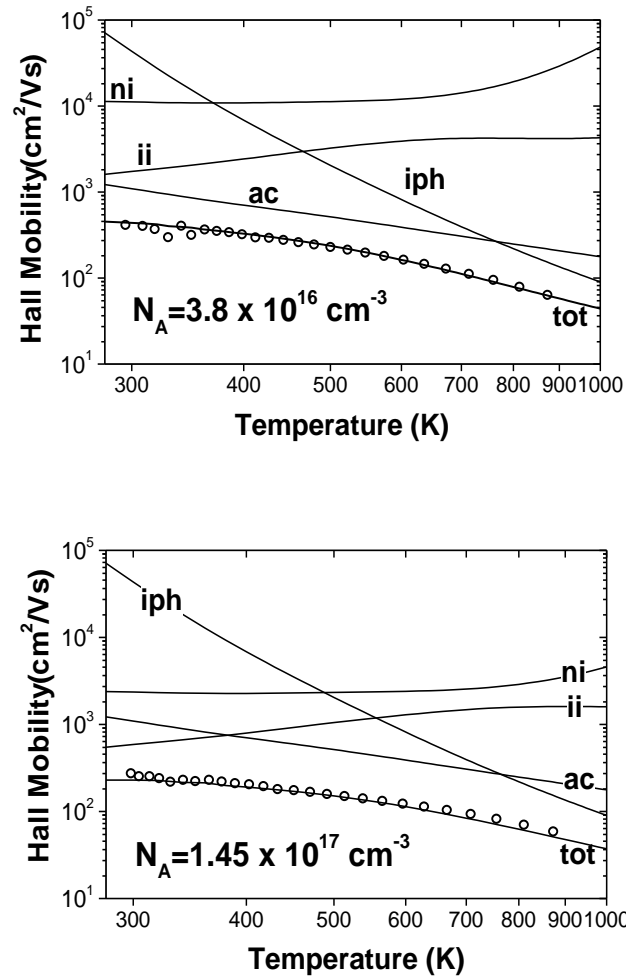 10^5
10^4
10^3
10^2
10^1
Hall Mobility(cm^2/Vs)
ni
ii
ac
iph
tot
N_A=3.8 x 10^16 cm^-3
300 400 500 600 700 800 9001000
Temperature (K)
10^5
10^4
10^3
10^2
10^1
Hall Mobility(cm^2/Vs)
iph
ni
ii
ac
tot
N_A=1.45 x 10^17 cm^-3
300 400 500 600 700 800 9001000
Temperature (K)